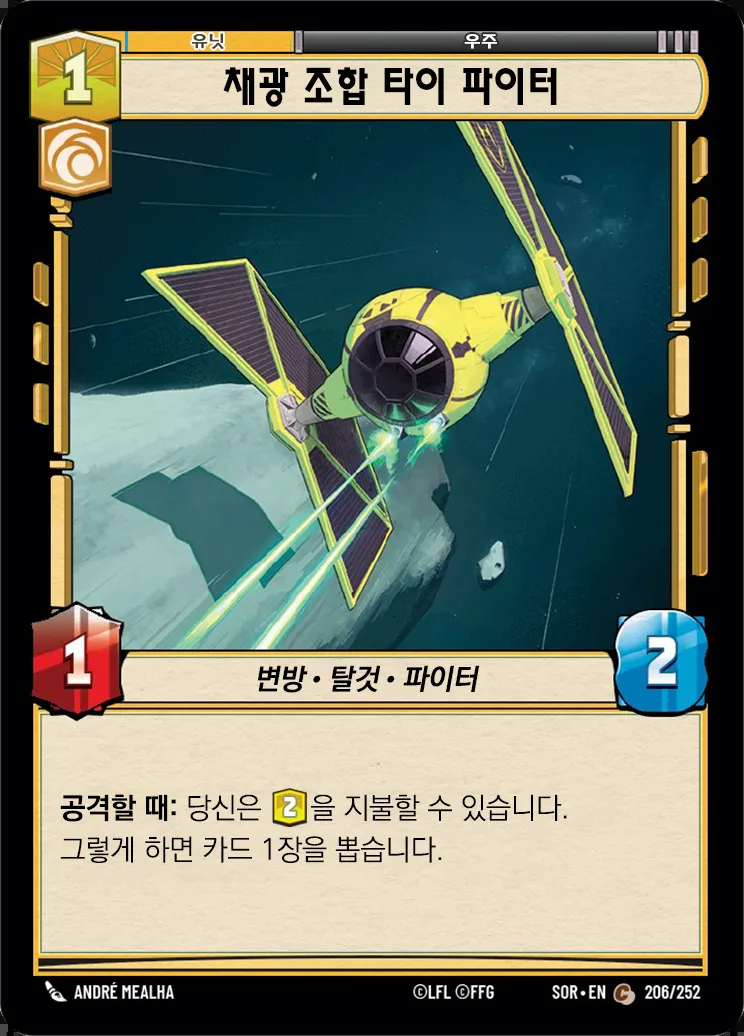 유닛
우주
1
채광 조합 타이 파이터
1
변방 • 탈것 • 파이터
2
공격할 때: 당신은 2을 지불할 수 있습니다.
그렇게 하면 카드 1장을 뽑습니다.
ANDRÉ MEALHA ©LFL ©FFG SOR • EN C 206/252